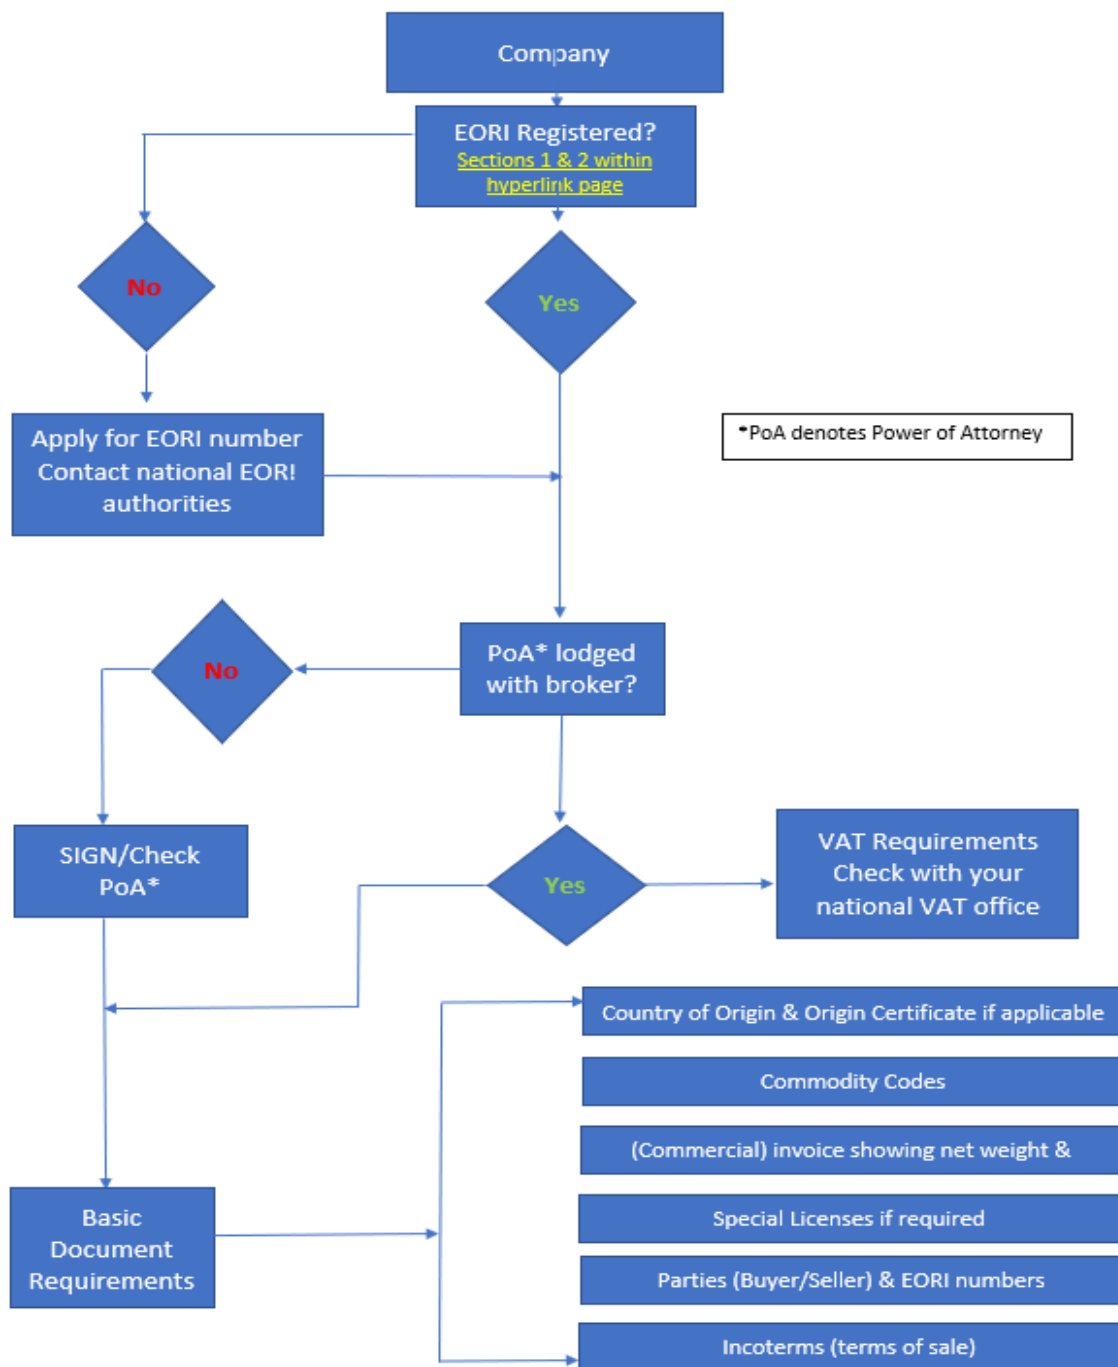 Company
EORI Registered?
Sections 1 & 2 within
hyperlink page
No
Yes
Apply for EORI number
Contact national EOR!
authorities
*PoA denotes Power of Attorney
No
PoA* lodged
with broker?
SIGN/Check
PoA*
Yes
VAT Requirements
Check with your
national VAT office
Country of Origin & Origin Certificate if applicable
Commodity Codes
(Commercial) invoice showing net weight &
Special Licenses if required
Basic
Document
Requirements
Parties (Buyer/Seller) & EORI numbers
Incoterms (terms of sale)